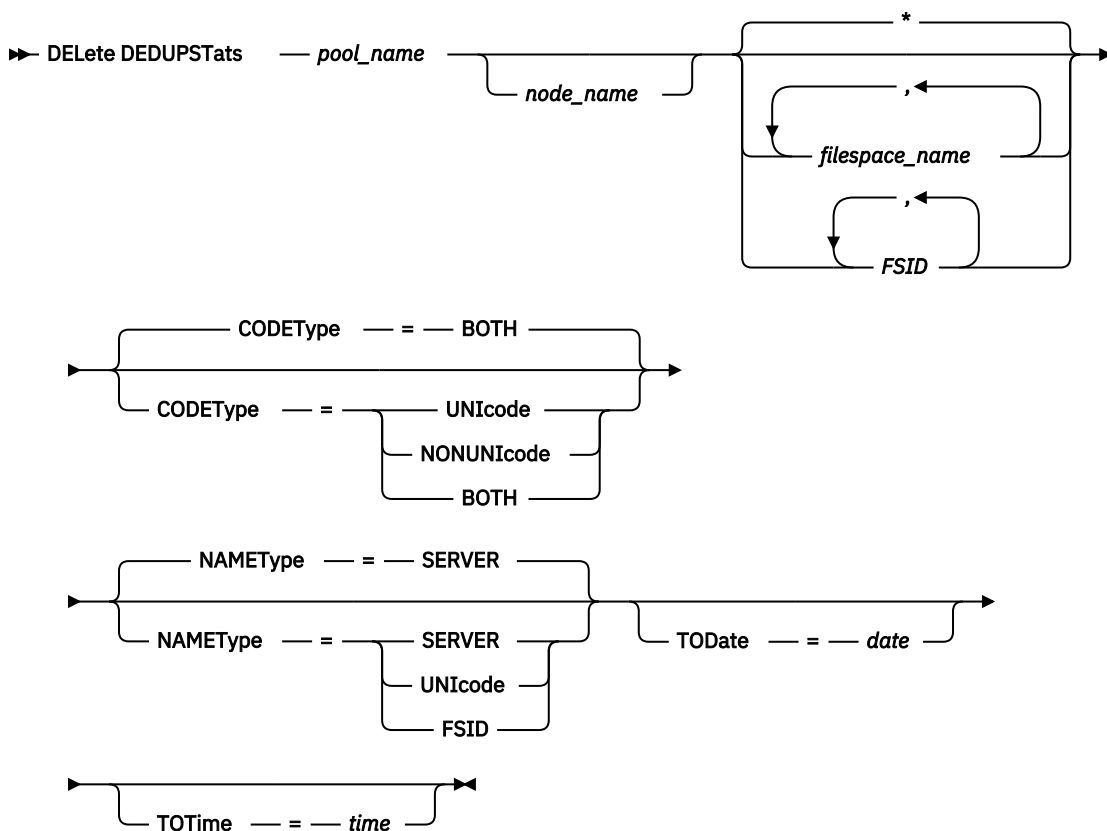 *
DELete DEDUPSTats pool_name
node_name
,
filespace_name
,
FSID
CODEType = BOTH
CODEType = UNIcode
NONUNIcode
BOTH
NAMEType = SERVER
NAMEType = SERVER
UNIcode
FSID
TODate = date
TOTime = time